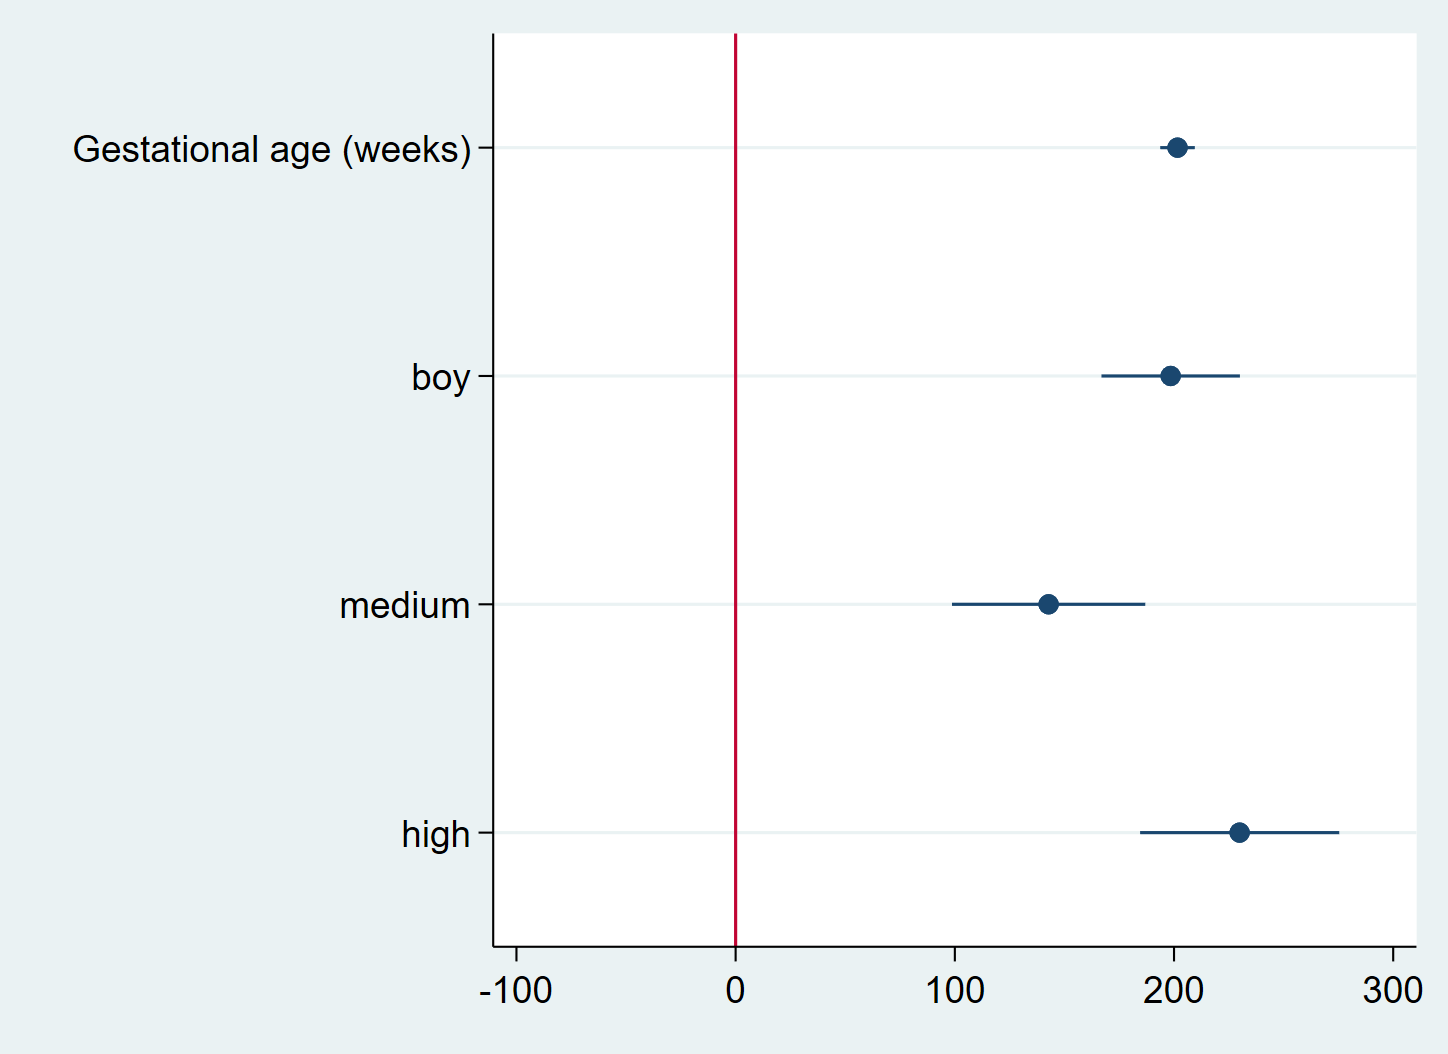 Gestational age (weeks)
boy
medium
high
-100 0 100 200 300